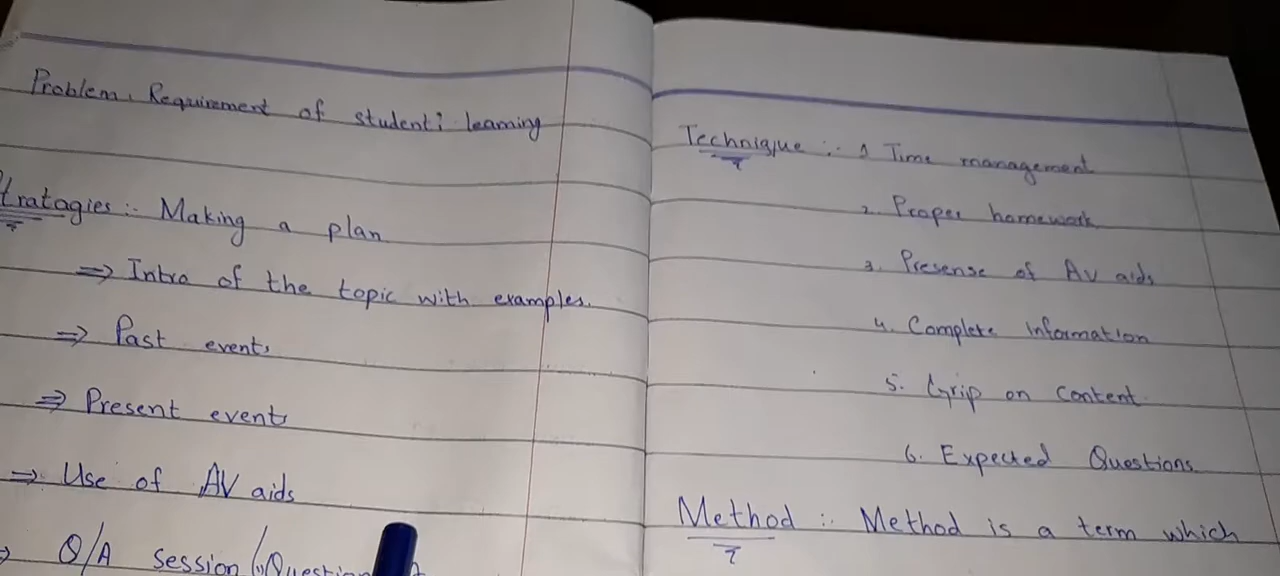 Problem, Requirement of student; learning
tratagies :- Making a plan
⇒ Intro of the topic with examples.
⇒ Past events
⇒ Present events
⇒ Use of AV aids
⇒ Q/A session/
Technique :- 1 Time management
2. Proper homework
3. Presense of AV aids
4. Complete information
5. Grip on content
6. Expected Questions
Method :- Method is a term which